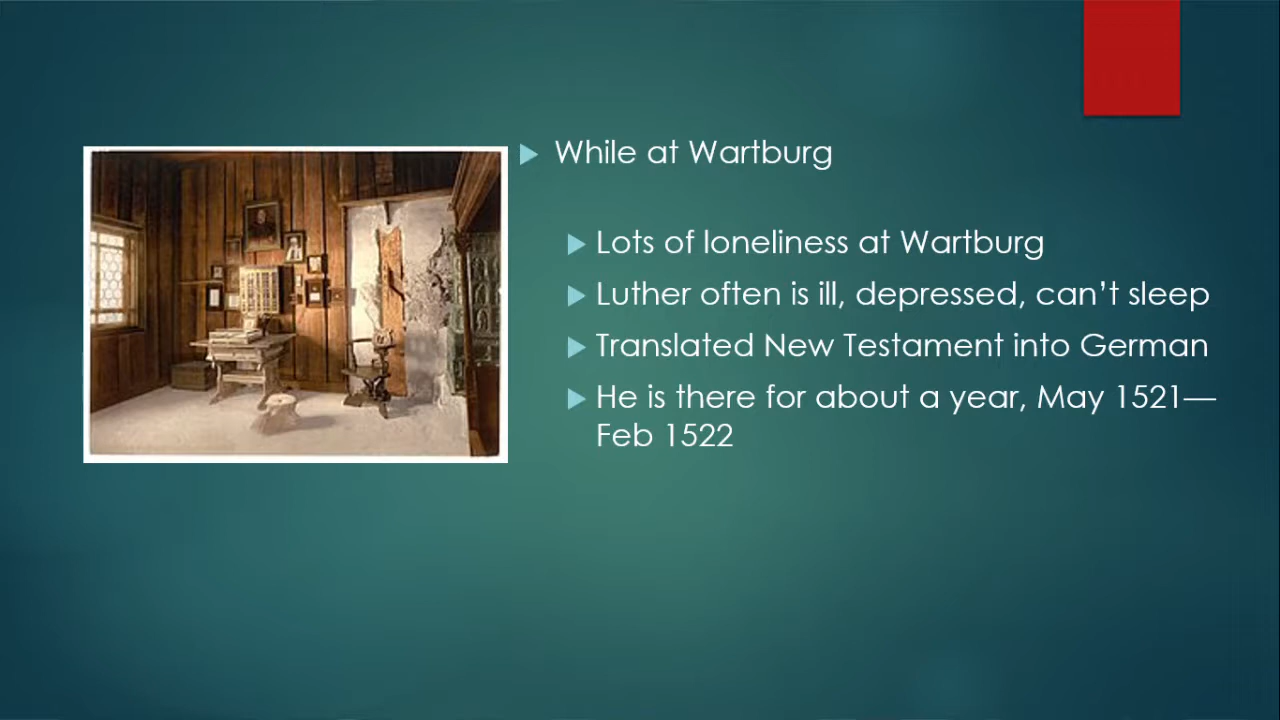 While at Wartburg
Lots of loneliness at Wartburg
Luther often is ill, depressed, can’t sleep
Translated New Testament into German
He is there for about a year, May 1521—
Feb 1522